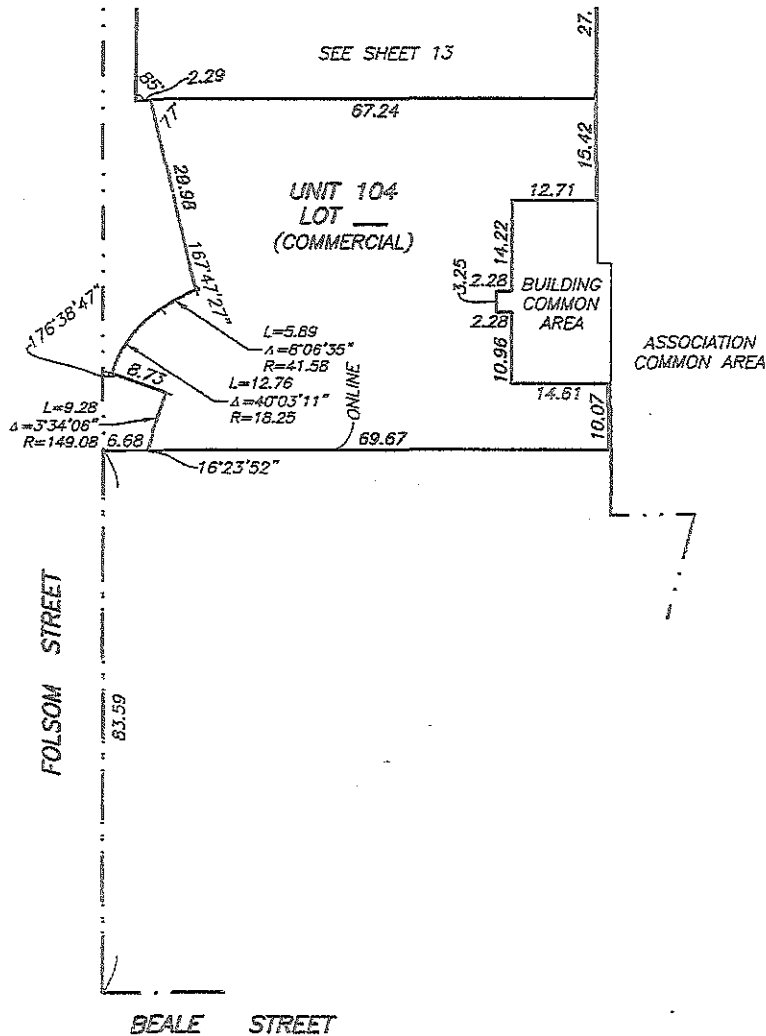 27.
SEE SHEET 13
85'
2.29
77'
67.24
15.42
28.98
UNIT 104
LOT __
(COMMERCIAL)
12.71
14.22
3.25
2.28
BUILDING
COMMON
AREA
2.28
10.96
14.61
10.07
ASSOCIATION
COMMON AREA
167°47'27"
176°38'47"
L=5.89
Δ=8°06'35"
R=41.58
8.73
L=12.76
Δ=40°03'11"
R=18.25
ONLINE
L=9.28
Δ=3°34'06"
R=149.08'
6.68
69.67
16°23'52"
FOLSOM STREET
83.59
BEALE STREET